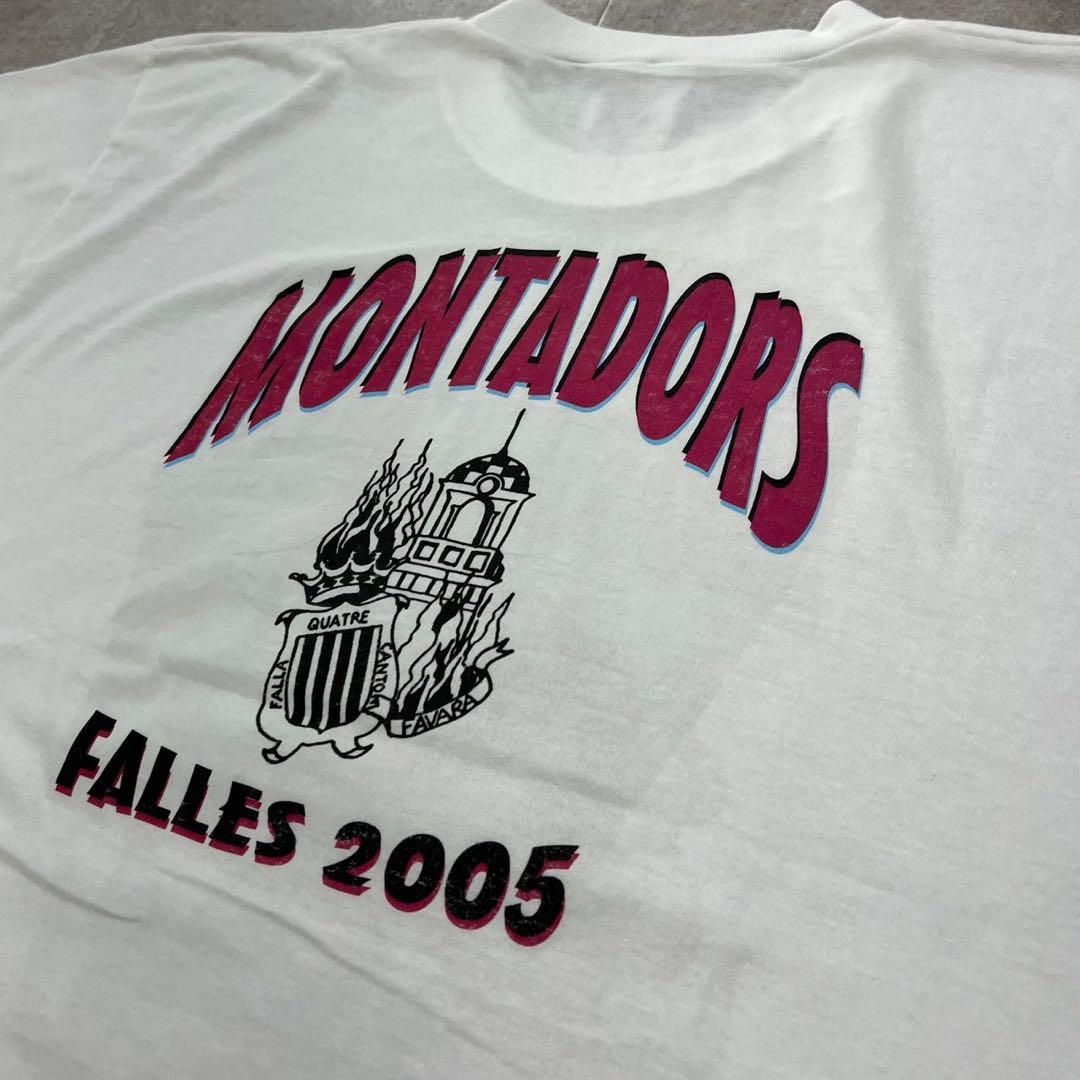 MONTADORS
FALLA QUATRE CANTONS
FAVARA
FALLES 2005